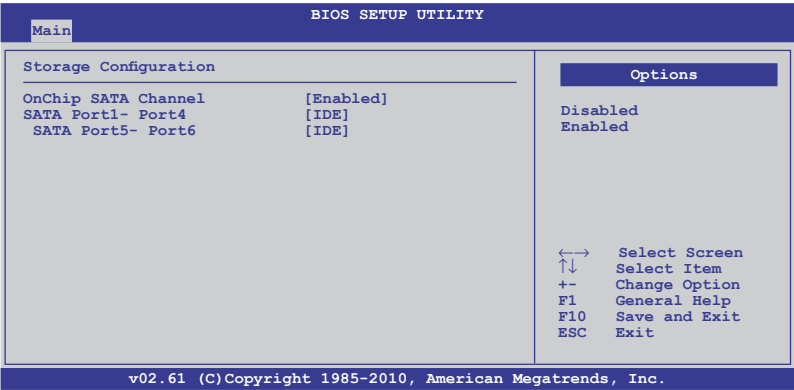 BIOS SETUP UTILITY
Main
Storage Configuration
OnChip SATA Channel [Enabled]
SATA Port1- Port4 [IDE]
SATA Port5- Port6 [IDE]
Options
Disabled
Enabled
←→ Select Screen
↑↓ Select Item
+- Change Option
F1 General Help
F10 Save and Exit
ESC Exit
v02.61 (C)Copyright 1985-2010, American Megatrends, Inc.